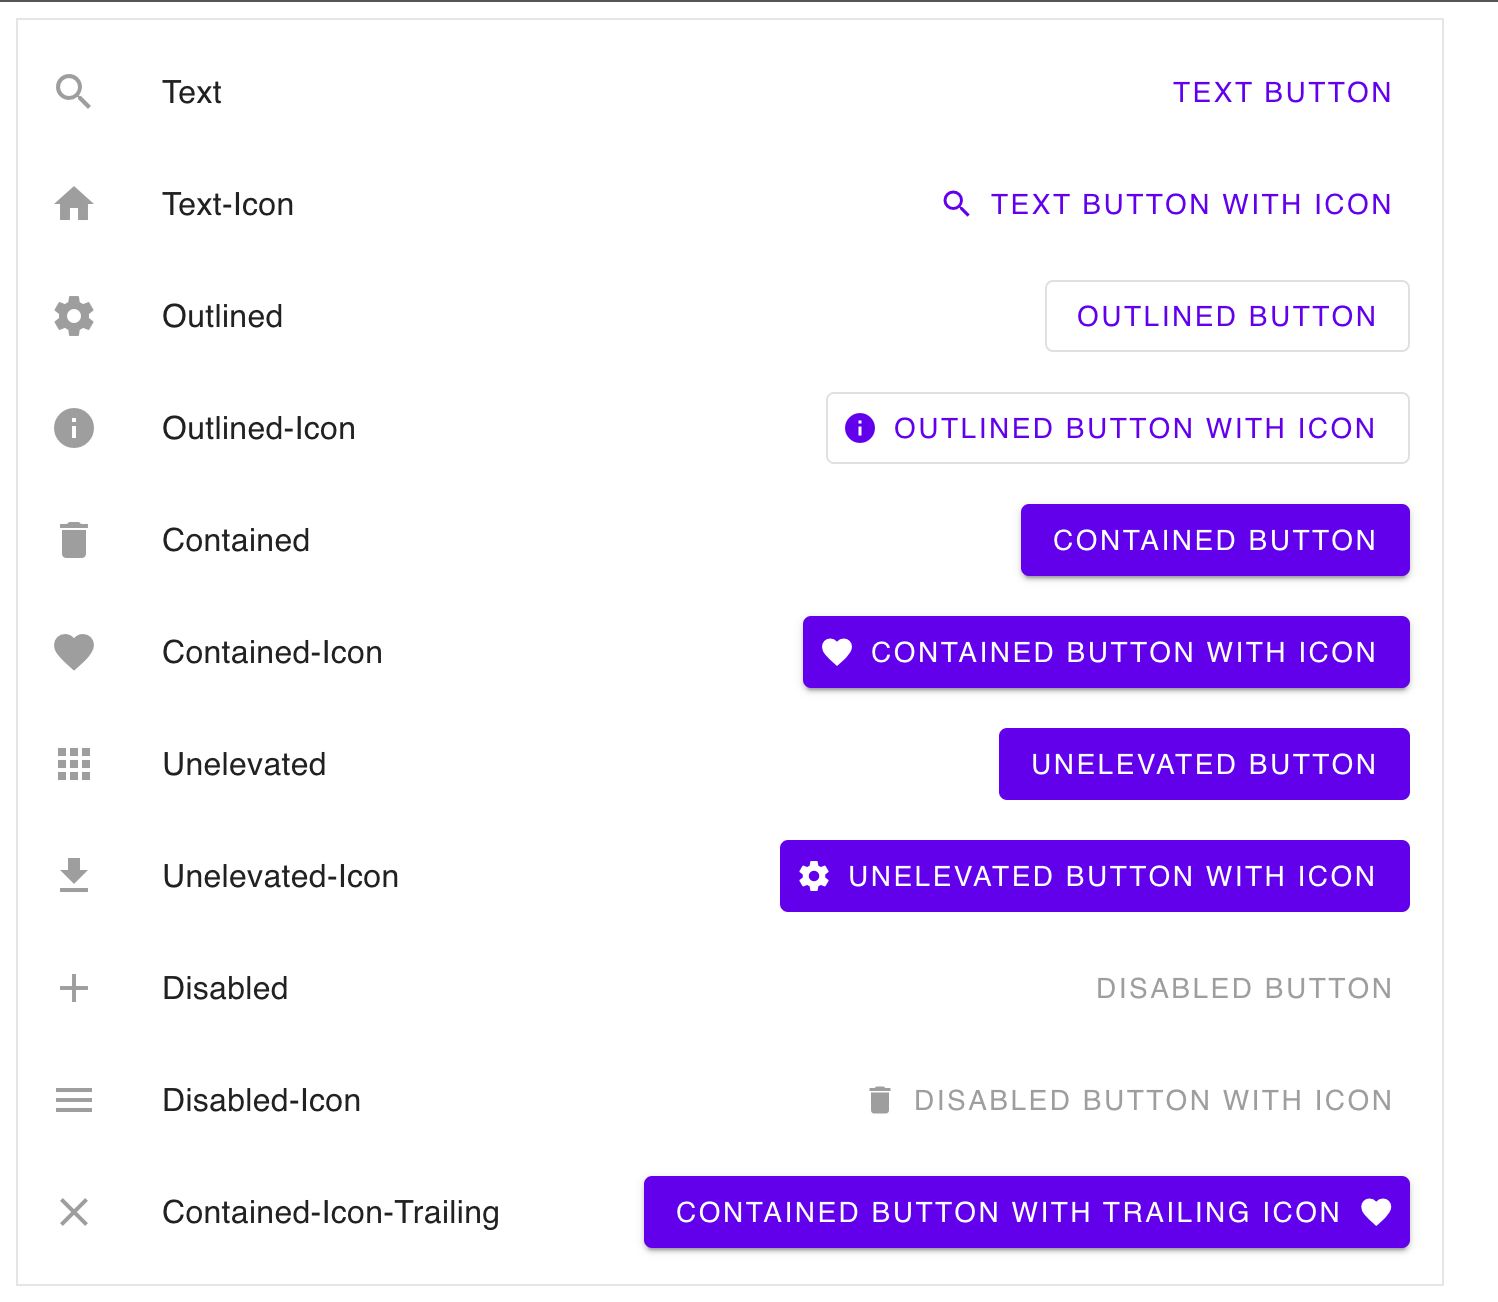 Text TEXT BUTTON
Text-Icon TEXT BUTTON WITH ICON
Outlined OUTLINED BUTTON
Outlined-Icon OUTLINED BUTTON WITH ICON
Contained CONTAINED BUTTON
Contained-Icon CONTAINED BUTTON WITH ICON
Unelevated UNELEVATED BUTTON
Unelevated-Icon UNELEVATED BUTTON WITH ICON
Disabled DISABLED BUTTON
Disabled-Icon DISABLED BUTTON WITH ICON
Contained-Icon-Trailing CONTAINED BUTTON WITH TRAILING ICON